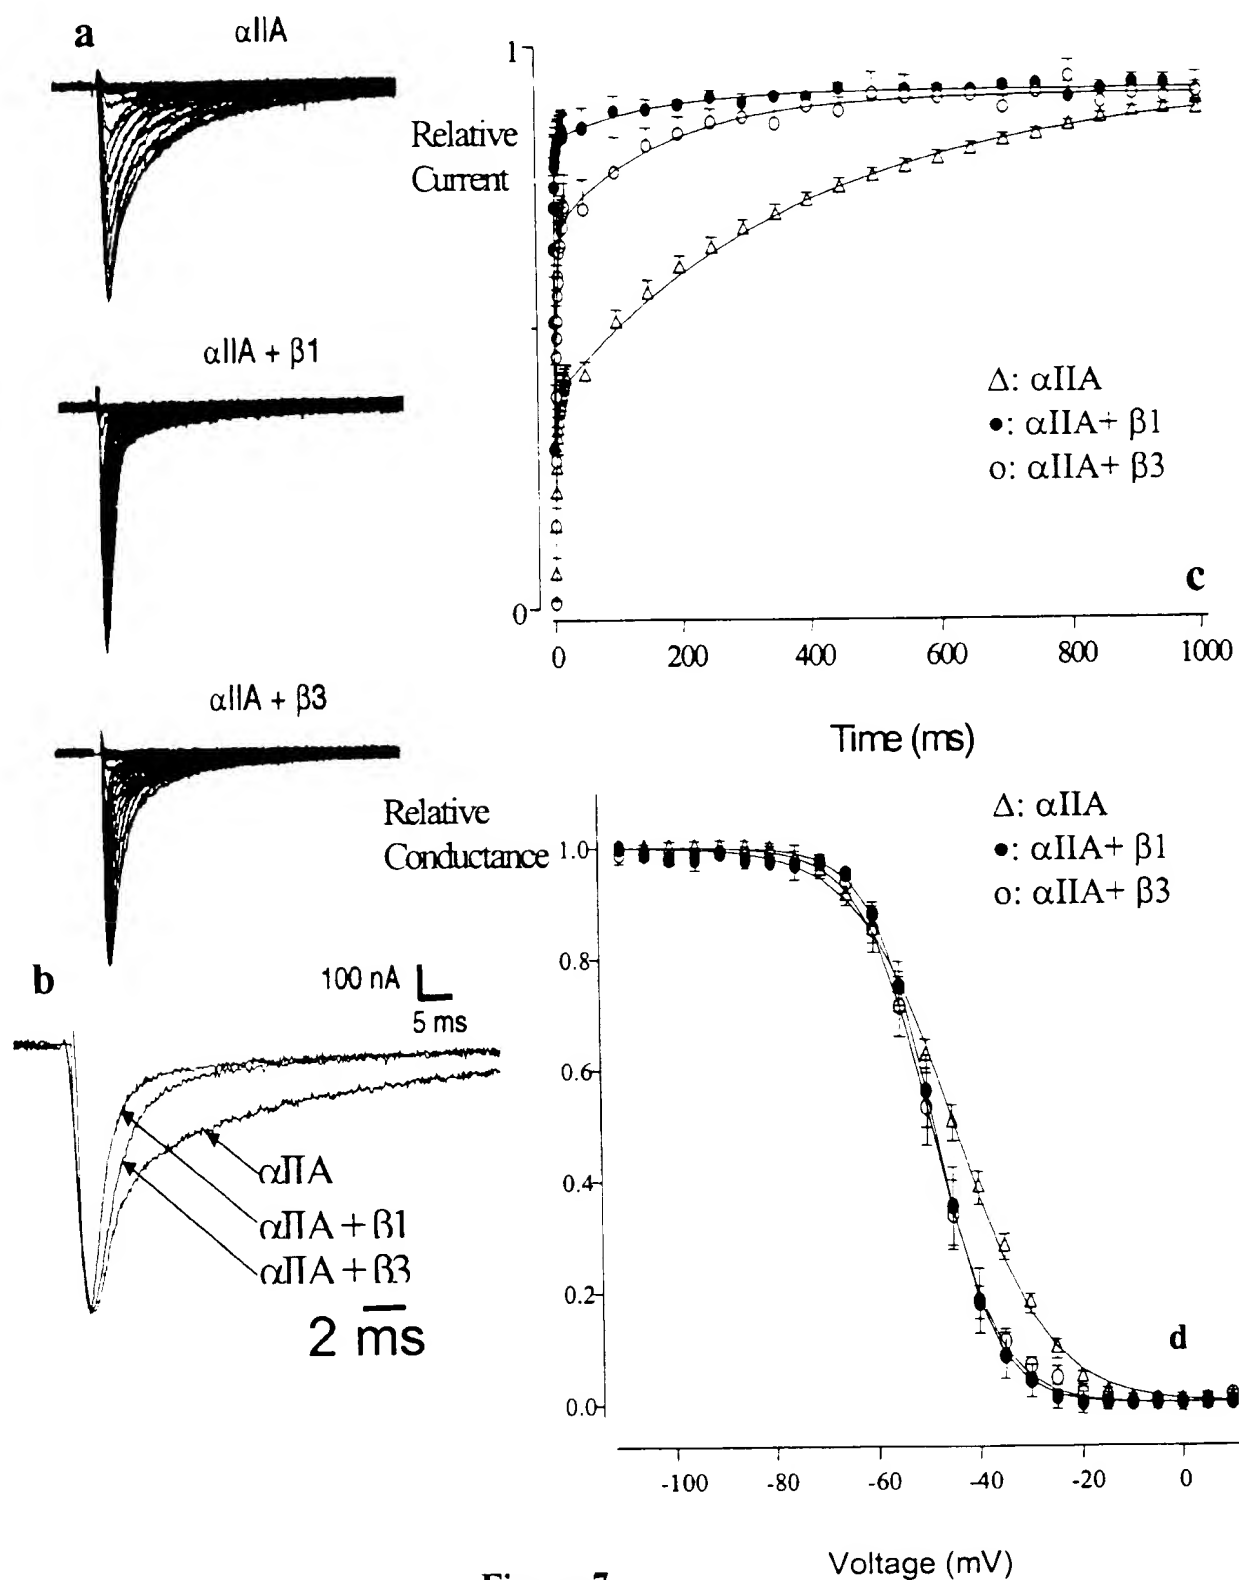 a
αIIA
αIIA + β1
αIIA + β3
b
100 nA
5 ms
αIIA
αIIA + β1
αIIA + β3
2 ms
1
Relative
Current
0
Δ: αIIA
●: αIIA+ β1
o: αIIA+ β3
c
0 200 400 600 800 1000
Time (ms)
Relative
Conductance
1.0
0.8
0.6
0.4
0.2
0.0
Δ: αIIA
●: αIIA+ β1
o: αIIA+ β3
d
-100 -80 -60 -40 -20 0
Voltage (mV)